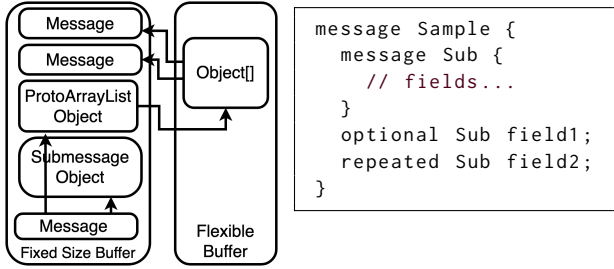 Message
Message
ProtoArrayList
Object
Submessage
Object
Message
Fixed Size Buffer
Object[]
Flexible
Buffer
message Sample {
  message Sub {
    // fields...
  }
  optional Sub field1;
  repeated Sub field2;
}